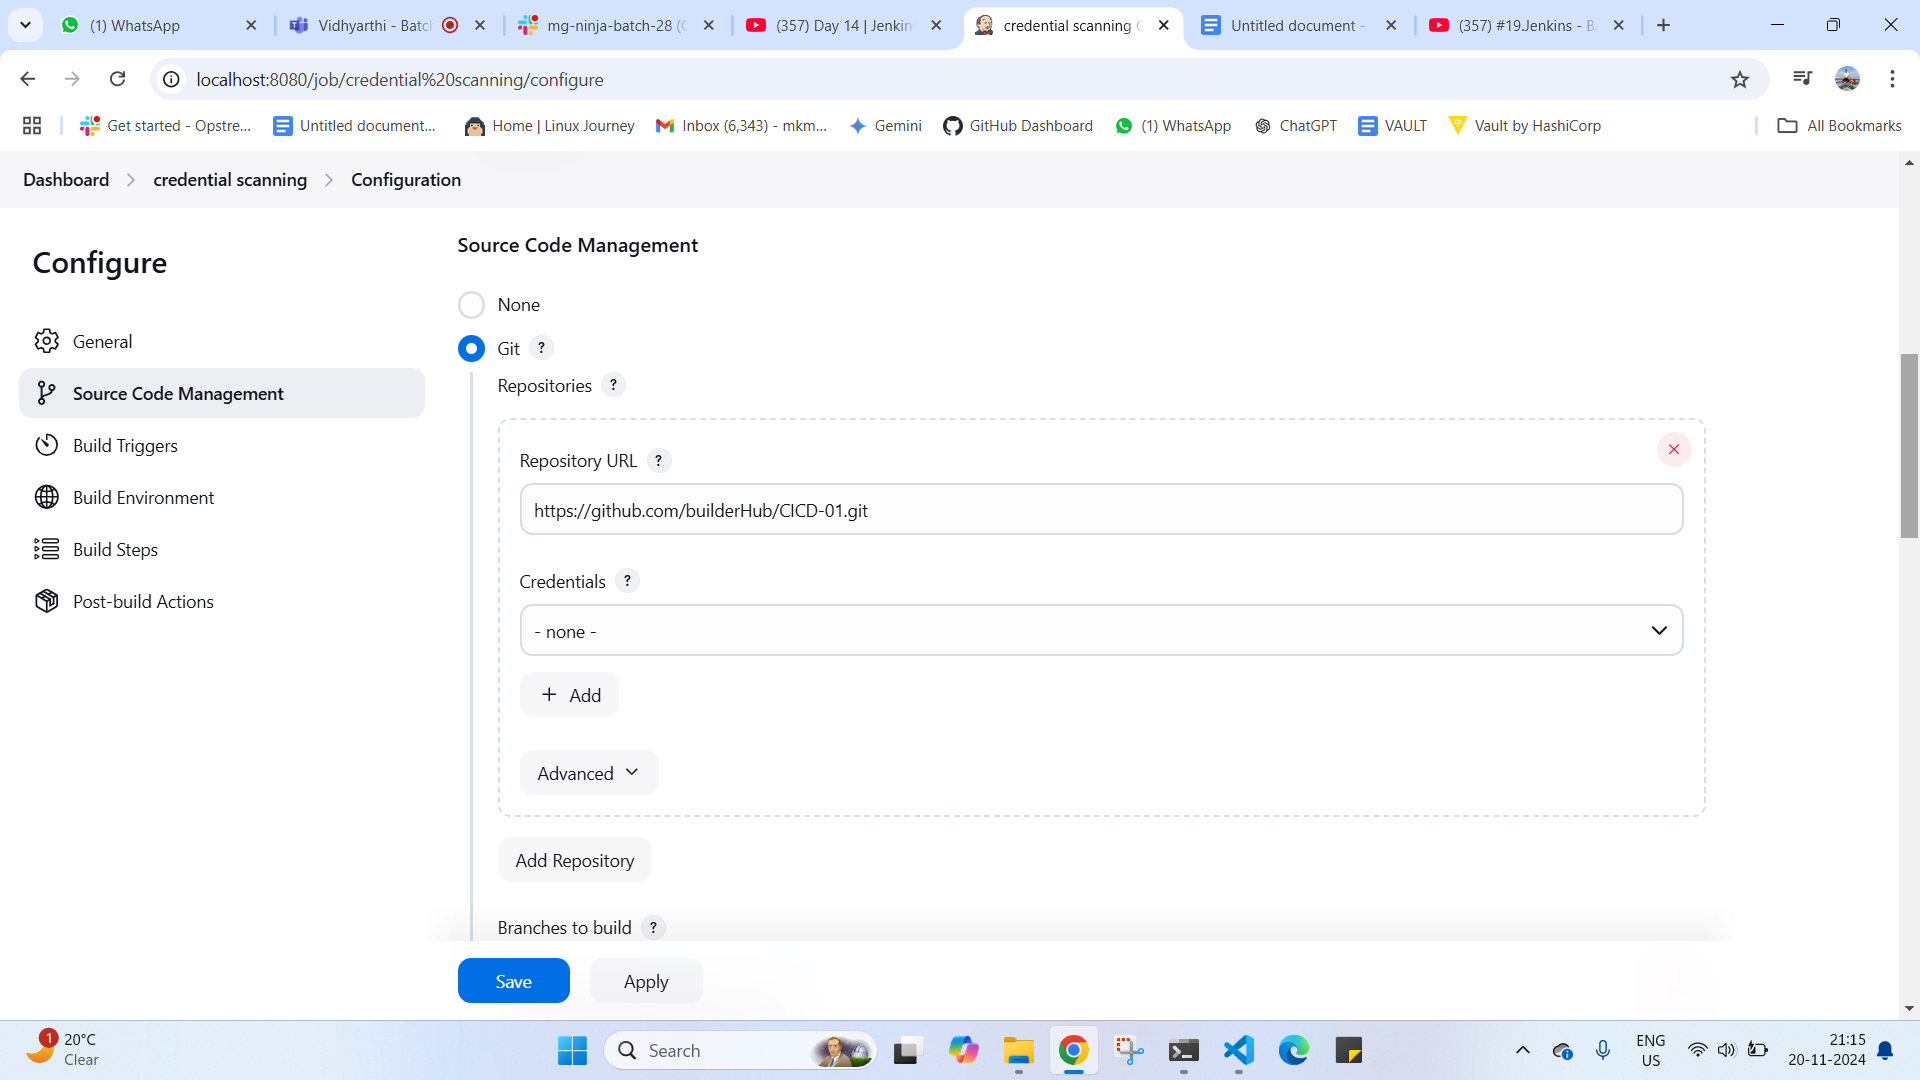 (1) WhatsApp
Vidhyarthi - Batch
mg-ninja-batch-28 (C
(357) Day 14 | Jenkins
credential scanning C
Untitled document -
(357) #19.Jenkins - B
localhost:8080/job/credential%20scanning/configure
Get started - Opstre...
Untitled document...
Home | Linux Journey
Inbox (6,343) - mkm...
Gemini
GitHub Dashboard
(1) WhatsApp
ChatGPT
VAULT
Vault by HashiCorp
All Bookmarks
Dashboard > credential scanning > Configuration
Configure
General
Source Code Management
Build Triggers
Build Environment
Build Steps
Post-build Actions
Source Code Management
None
Git ?
Repositories ?
Repository URL ?
https://github.com/builderHub/CICD-01.git
Credentials ?
- none -
+ Add
Advanced
Add Repository
Branches to build ?
Save
Apply
1
20°C
Clear
Search
ENG
US
21:15
20-11-2024